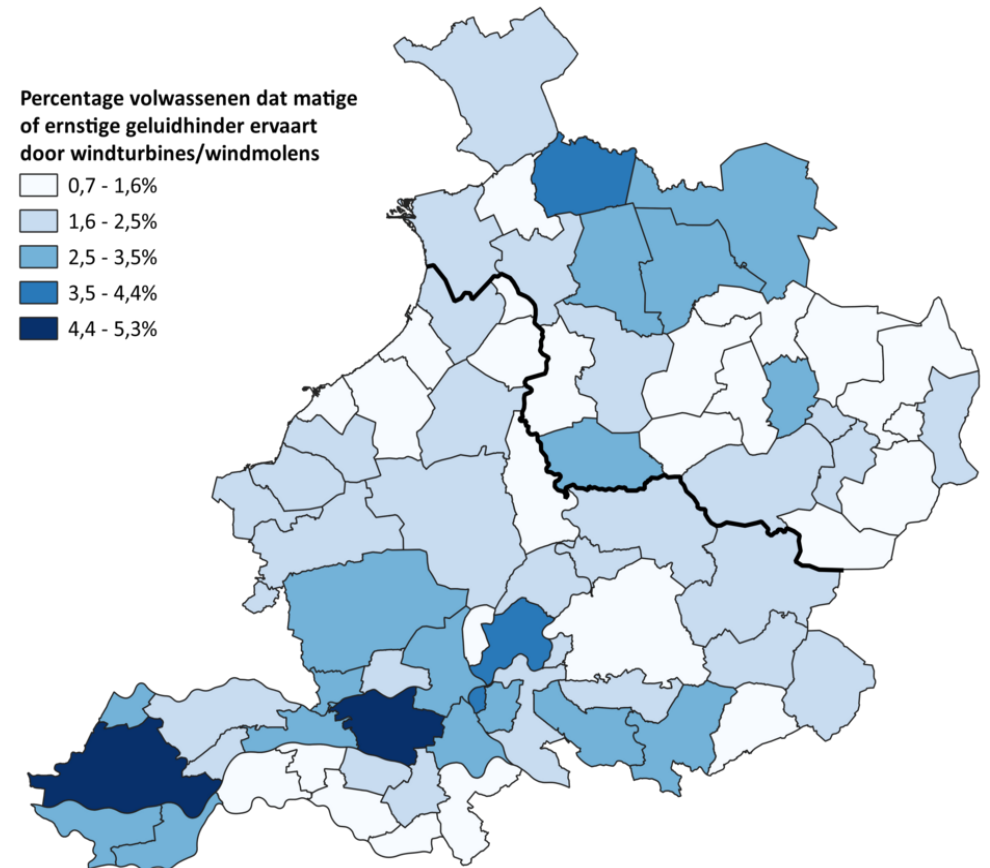 Percentage volwassenen dat matige
of ernstige geluidhinder ervaart
door windturbines/windmolens
0,7 - 1,6%
1,6 - 2,5%
2,5 - 3,5%
3,5 - 4,4%
4,4 - 5,3%